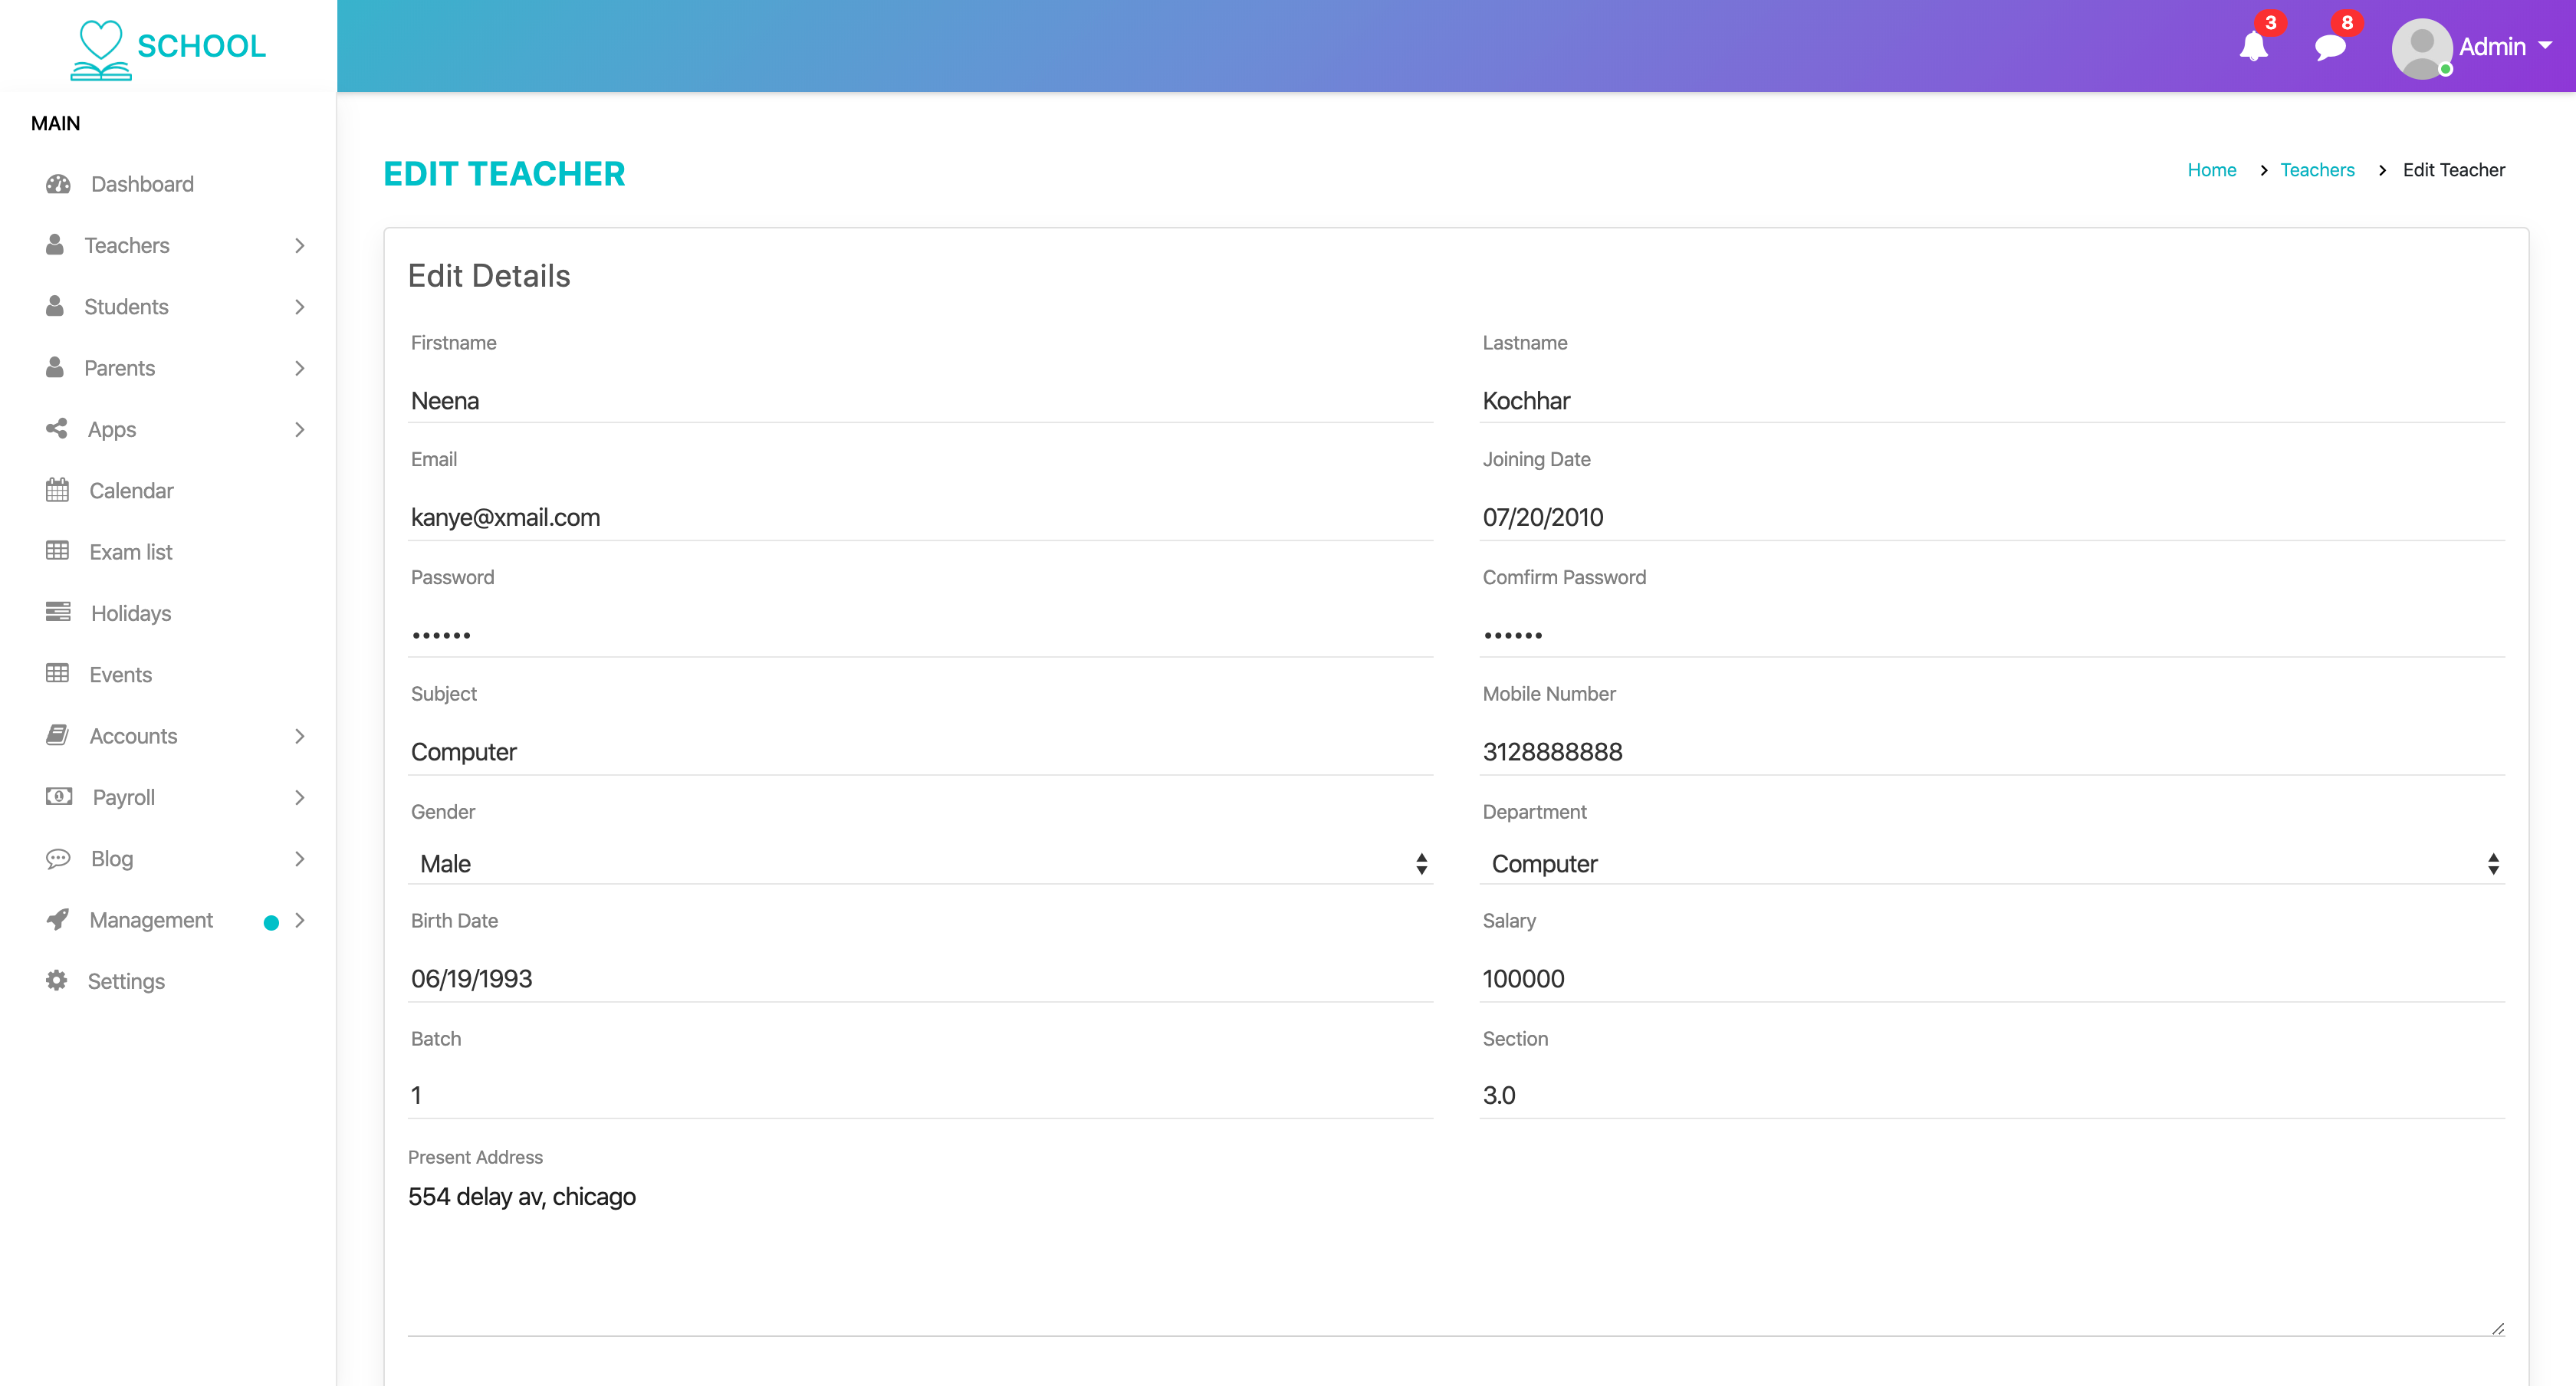 SCHOOL
3
8
Admin
MAIN
Dashboard
Teachers
Students
Parents
Apps
Calendar
Exam list
Holidays
Events
Accounts
Payroll
Blog
Management
Settings
EDIT TEACHER
Home > Teachers > Edit Teacher
Edit Details
Firstname
Neena
Lastname
Kochhar
Email
kanye@xmail.com
Joining Date
07/20/2010
Password
••••••
Comfirm Password
••••••
Subject
Computer
Mobile Number
3128888888
Gender
Male
Department
Computer
Birth Date
06/19/1993
Salary
100000
Batch
1
Section
3.0
Present Address
554 delay av, chicago